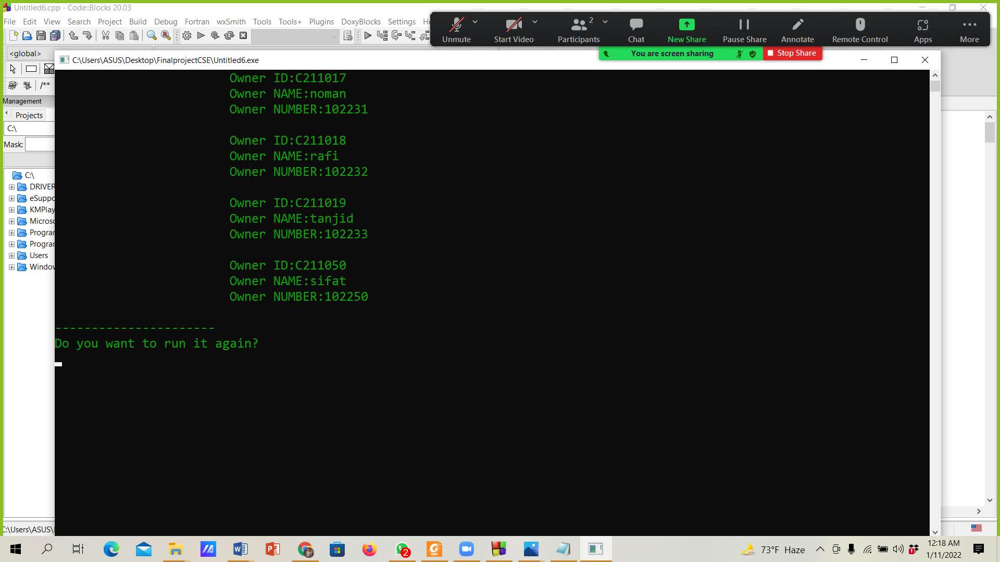 Untitled6.cpp - Code::Blocks 20.03
File Edit View Search Project Build Debug Fortran wxSmith Tools Tools+ Plugins DoxyBlocks Settings He
Unmute Start Video Participants 2 Chat New Share Pause Share Annotate Remote Control Apps More
You are screen sharing Stop Share
<global>
C:\Users\ASUS\Desktop\FinalprojectCSE\Untitled6.exe
/**
Management
Projects
C:\
Mask:
C:\
DRIVER
eSuppo
KMPlay
Microso
Program
Program
Users
Window
Owner ID:C211017
Owner NAME:noman
Owner NUMBER:102231
Owner ID:C211018
Owner NAME:rafi
Owner NUMBER:102232
Owner ID:C211019
Owner NAME:tanjid
Owner NUMBER:102233
Owner ID:C211050
Owner NAME:sifat
Owner NUMBER:102250
----------------------
Do you want to run it again?
C:\Users\ASUS\
73°F Haze
12:18 AM
1/11/2022